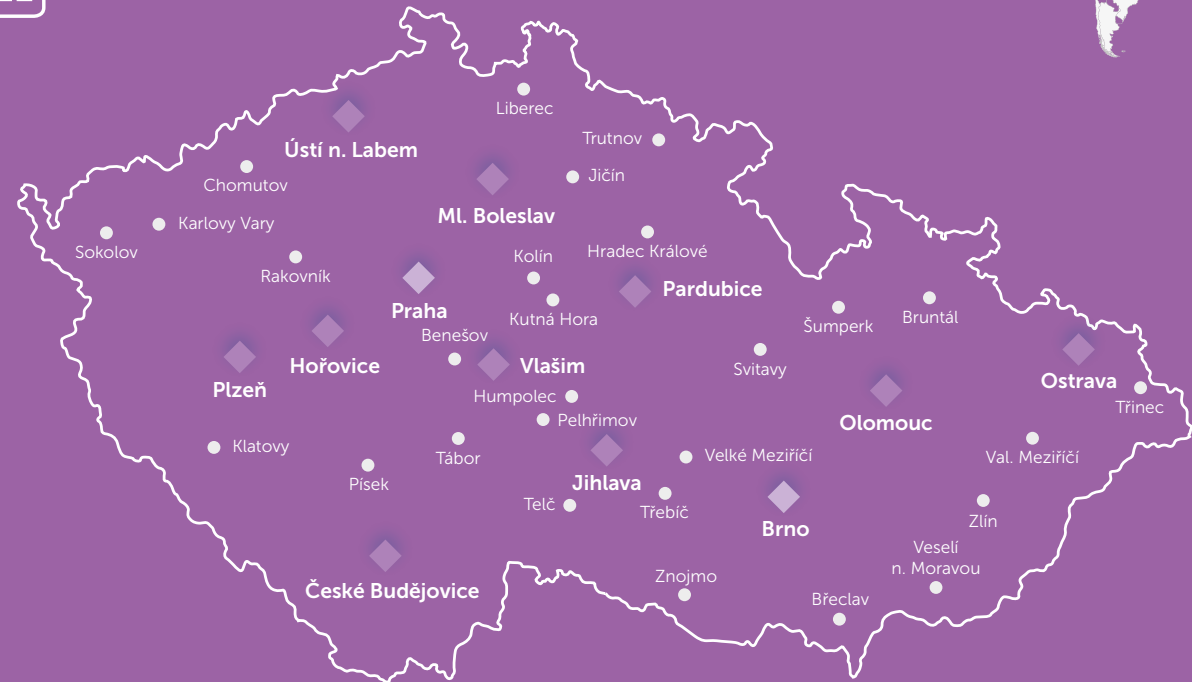 Liberec
Trutnov
Ústí n. Labem
Chomutov
Jičín
Ml. Boleslav
Karlovy Vary
Sokolov
Hradec Králové
Kolín
Rakovník
Pardubice
Praha
Kutná Hora
Bruntál
Šumperk
Benešov
Hořovice
Vlašim
Svitavy
Ostrava
Plzeň
Humpolec
Třinec
Pelhřimov
Olomouc
Klatovy
Velké Meziříčí
Tábor
Val. Meziříčí
Písek
Jihlava
Telč
Třebíč
Zlín
Brno
Veselí
n. Moravou
Znojmo
České Budějovice
Břeclav